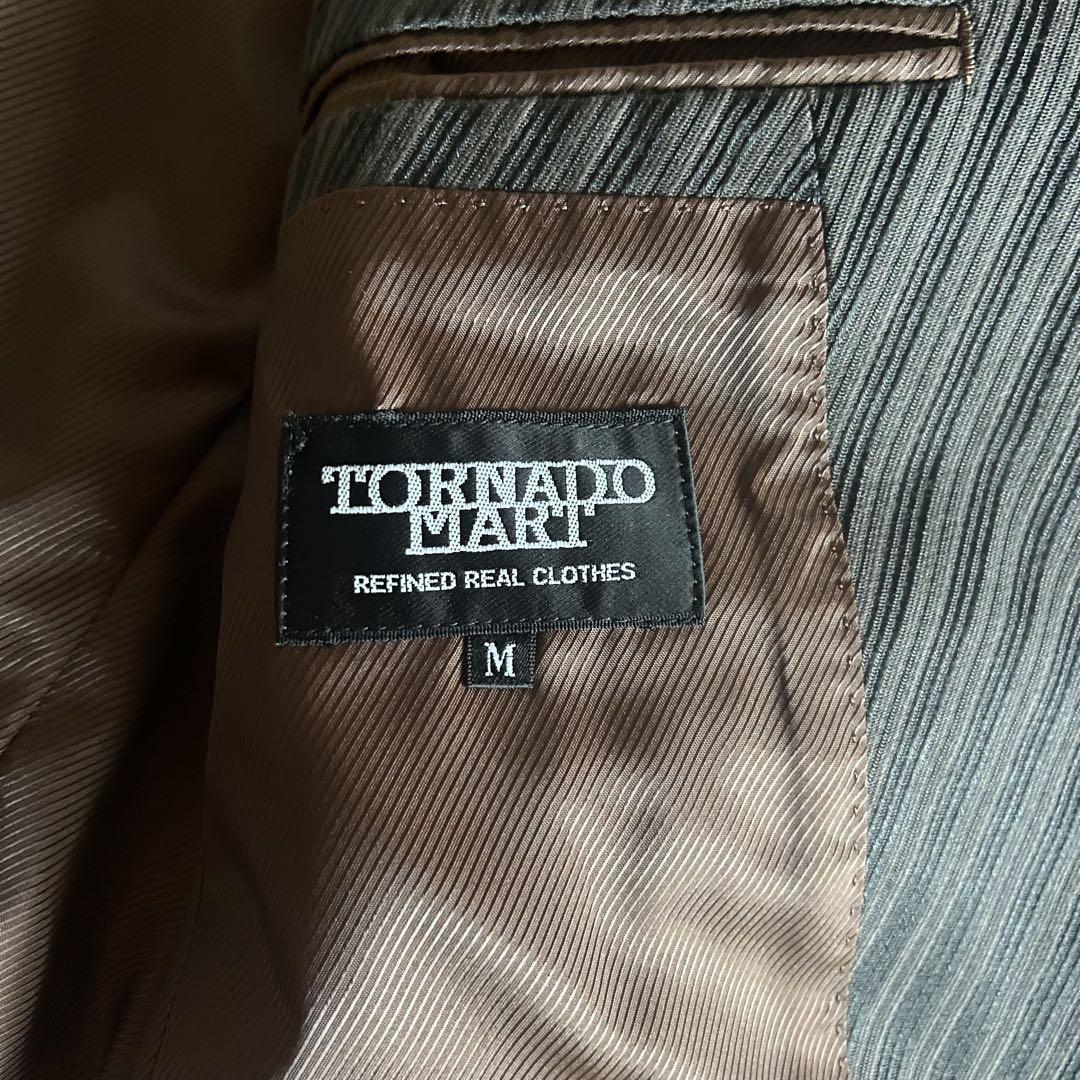 TORNADO
MART
REFINED REAL CLOTHES
M